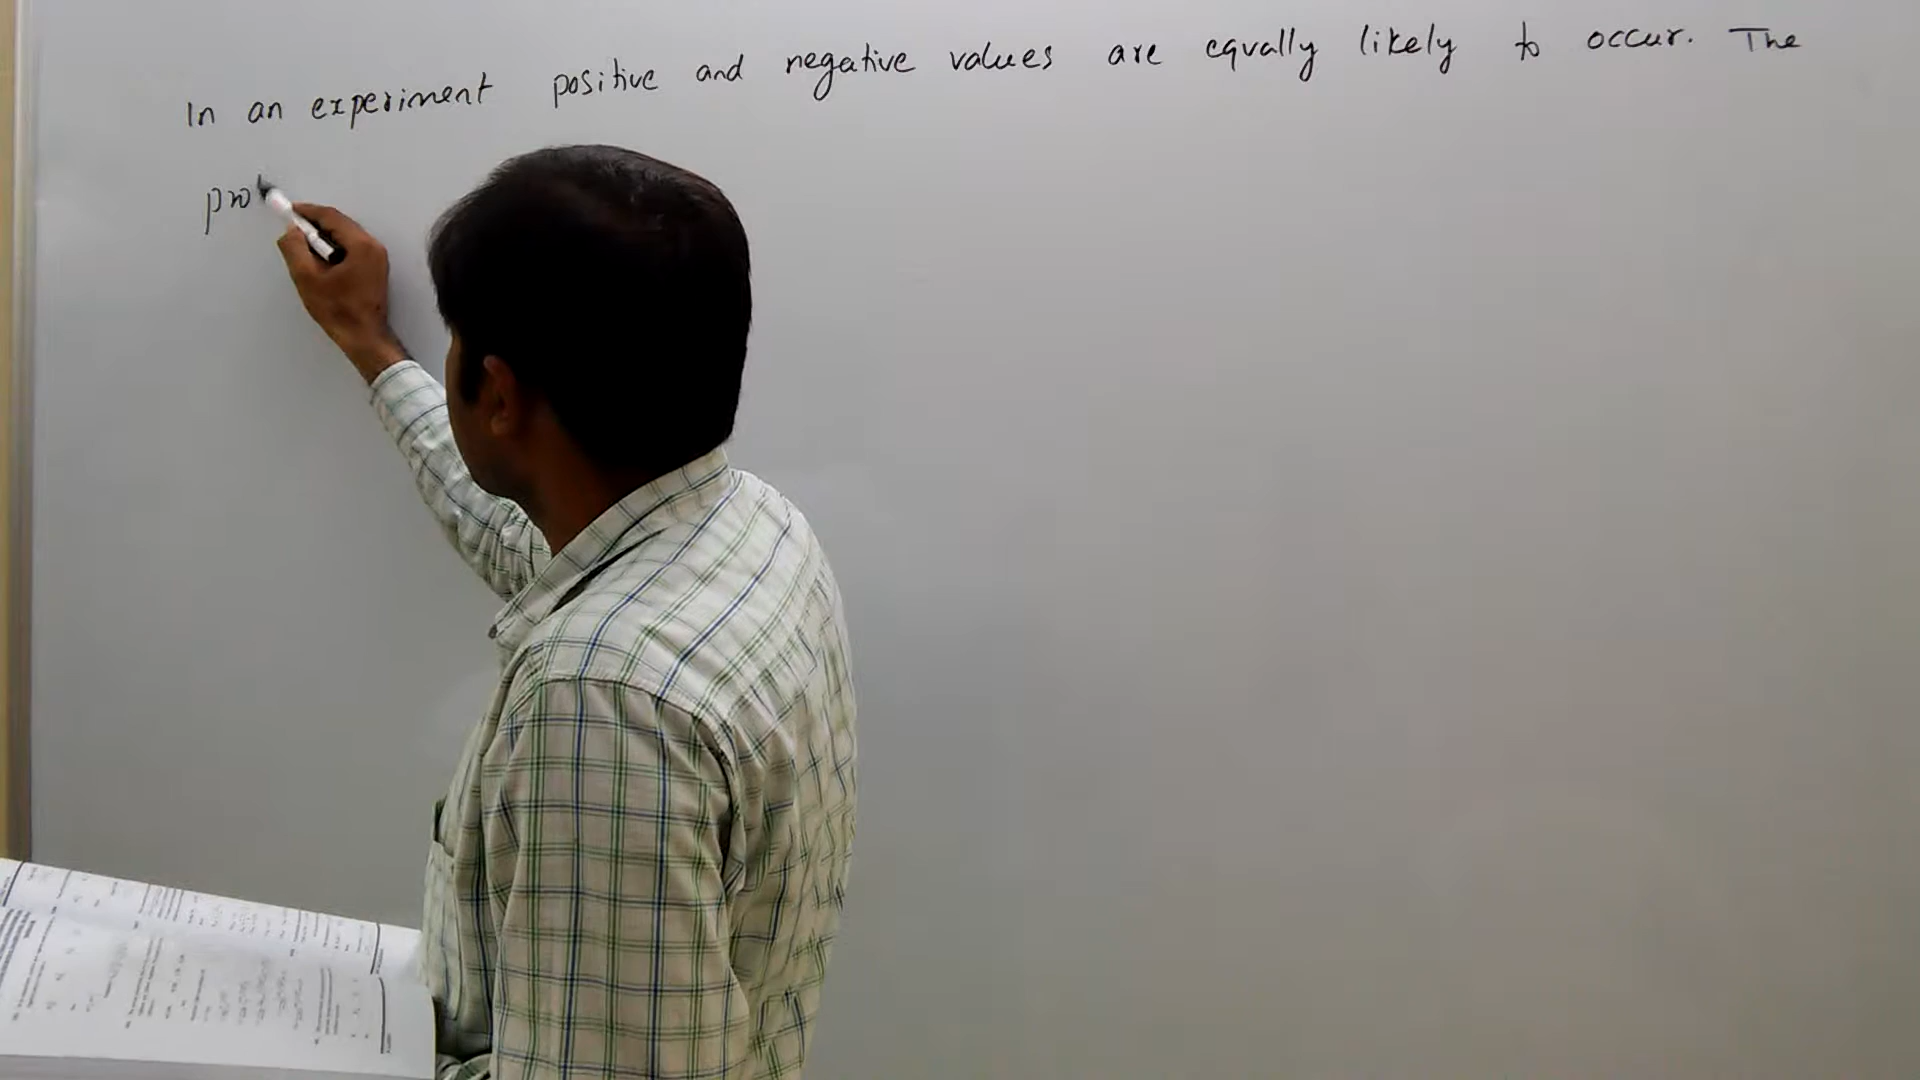 In an experiment positive and negative values are equally likely to occur. The
pro